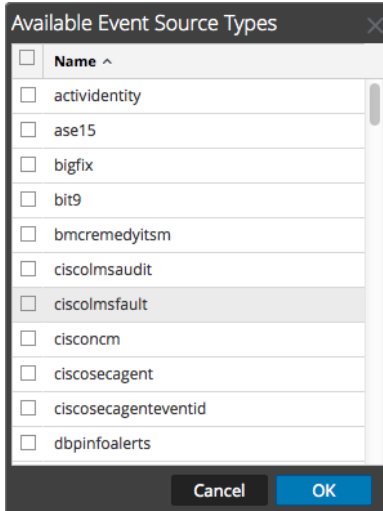 Available Event Source Types
Name
actividentity
ase15
bigfix
bit9
bmcremedyitsm
ciscolmsaudit
ciscolmsfault
cisconcm
ciscosecagent
ciscosecagenteventid
dbpinfoalerts
Cancel OK